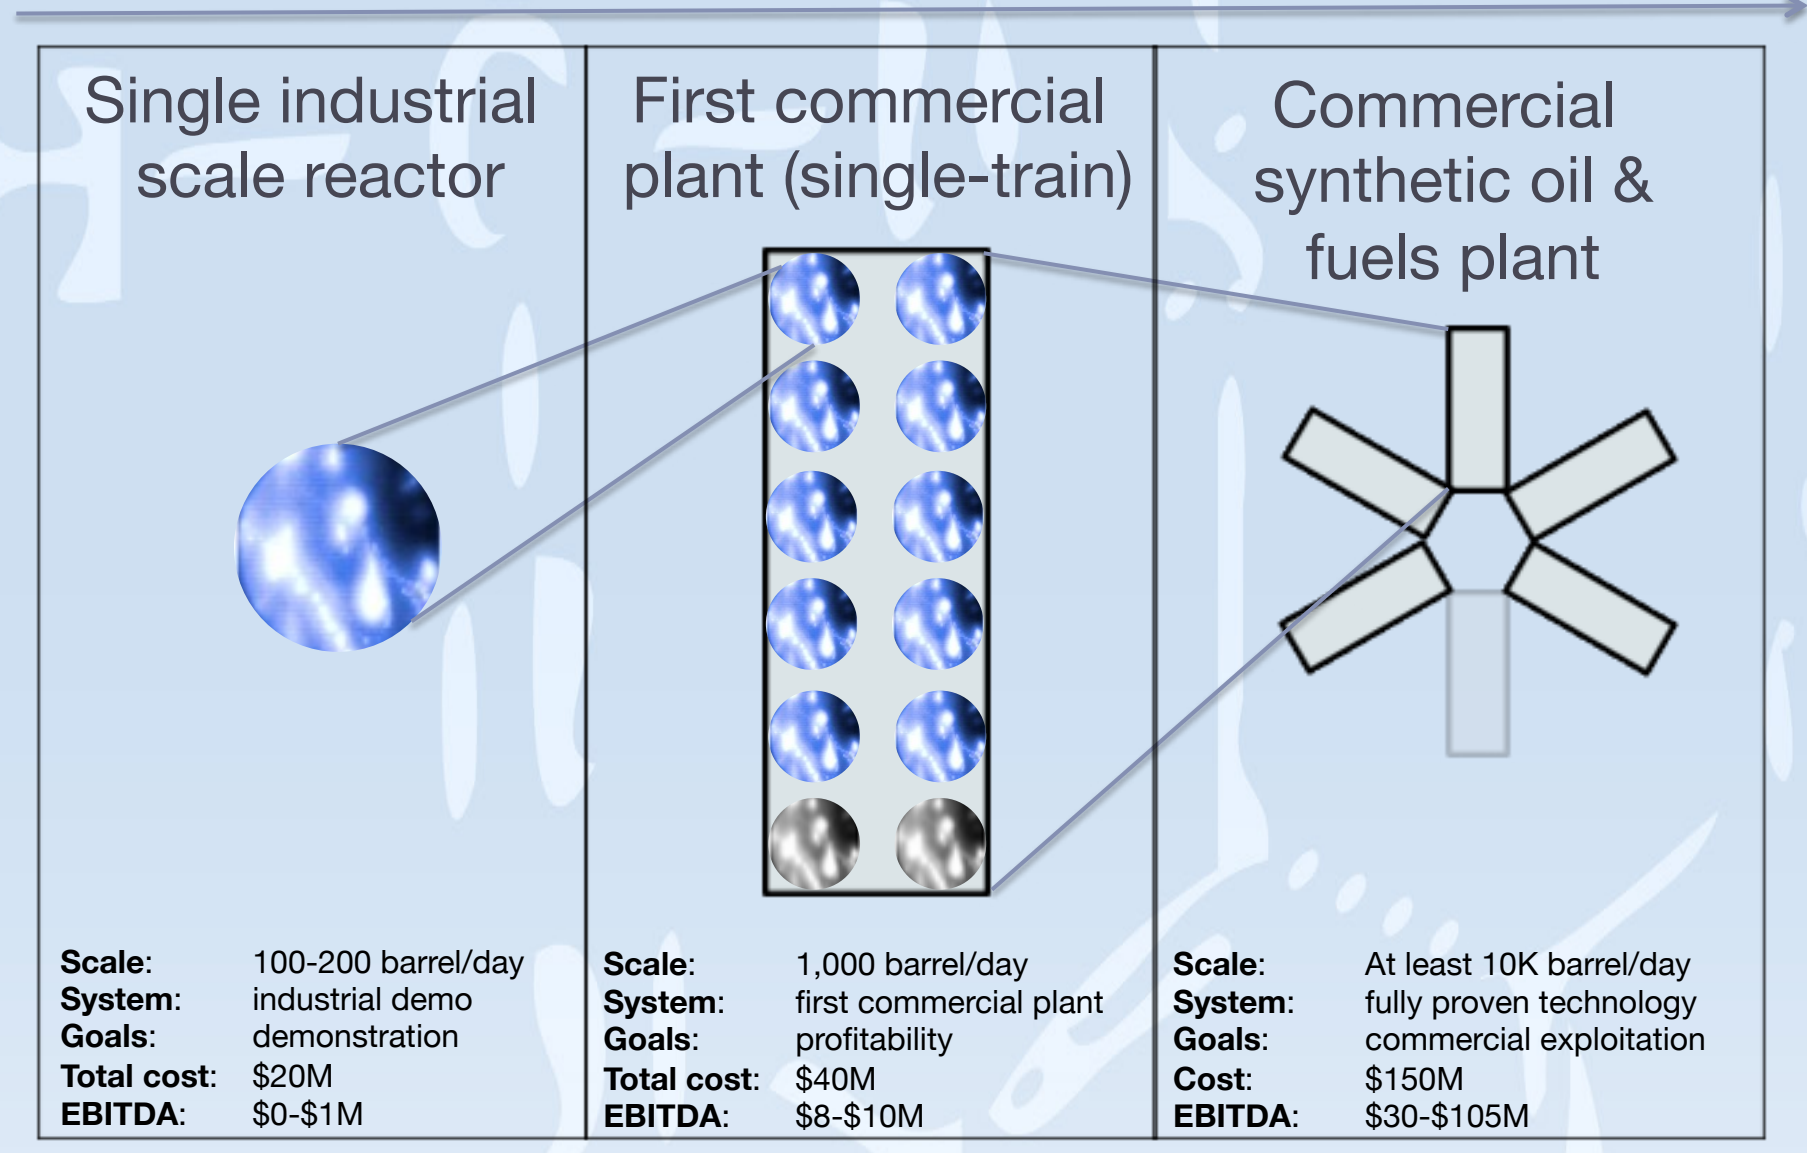 Single industrial
scale reactor
First commercial
plant (single-train)
Commercial
synthetic oil &
fuels plant
Scale: 100-200 barrel/day
System: industrial demo
Goals: demonstration
Total cost: $20M
EBITDA: $0-$1M
Scale: 1,000 barrel/day
System: first commercial plant
Goals: profitability
Total cost: $40M
EBITDA: $8-$10M
Scale: At least 10K barrel/day
System: fully proven technology
Goals: commercial exploitation
Cost: $150M
EBITDA: $30-$105M